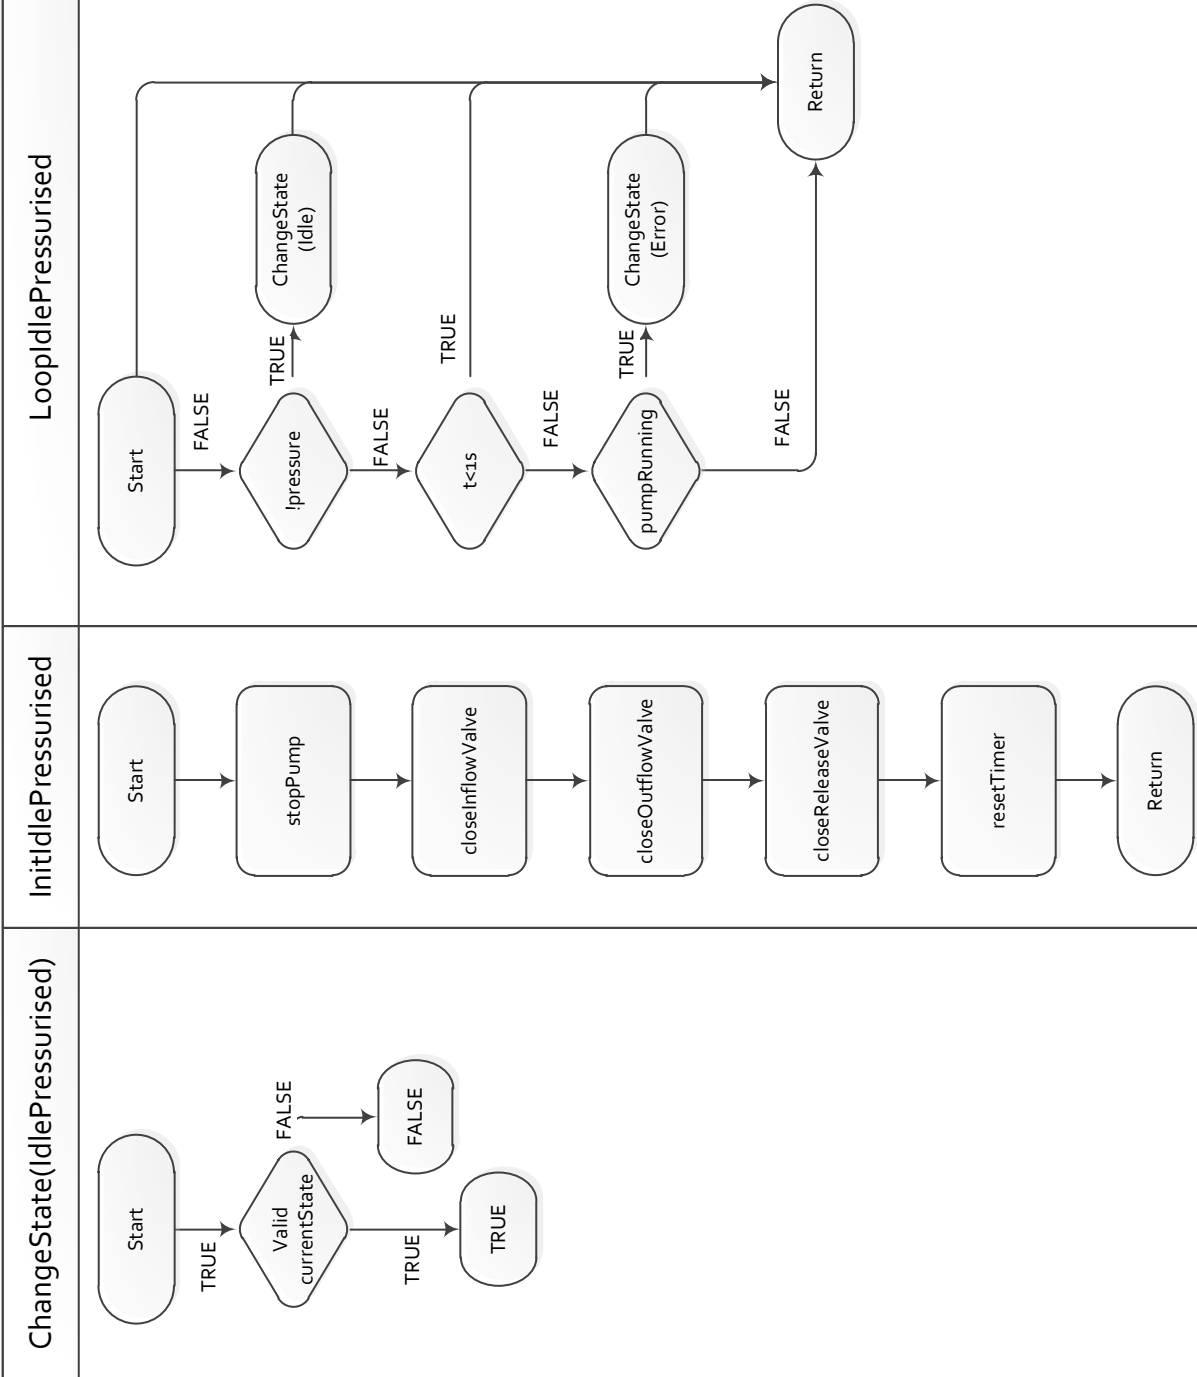 ChangeState(IdlePressurised)
Start
TRUE
Valid
currentState
FALSE
FALSE
TRUE
TRUE
InitIdlePressurised
Start
stopPump
closeInflowValve
closeOutflowValve
closeReleaseValve
resetTimer
Return
LoopIdlePressurised
Start
FALSE
!pressure
TRUE
ChangeState
(Idle)
FALSE
t<1s
TRUE
FALSE
pumpRunning
TRUE
ChangeState
(Error)
FALSE
Return